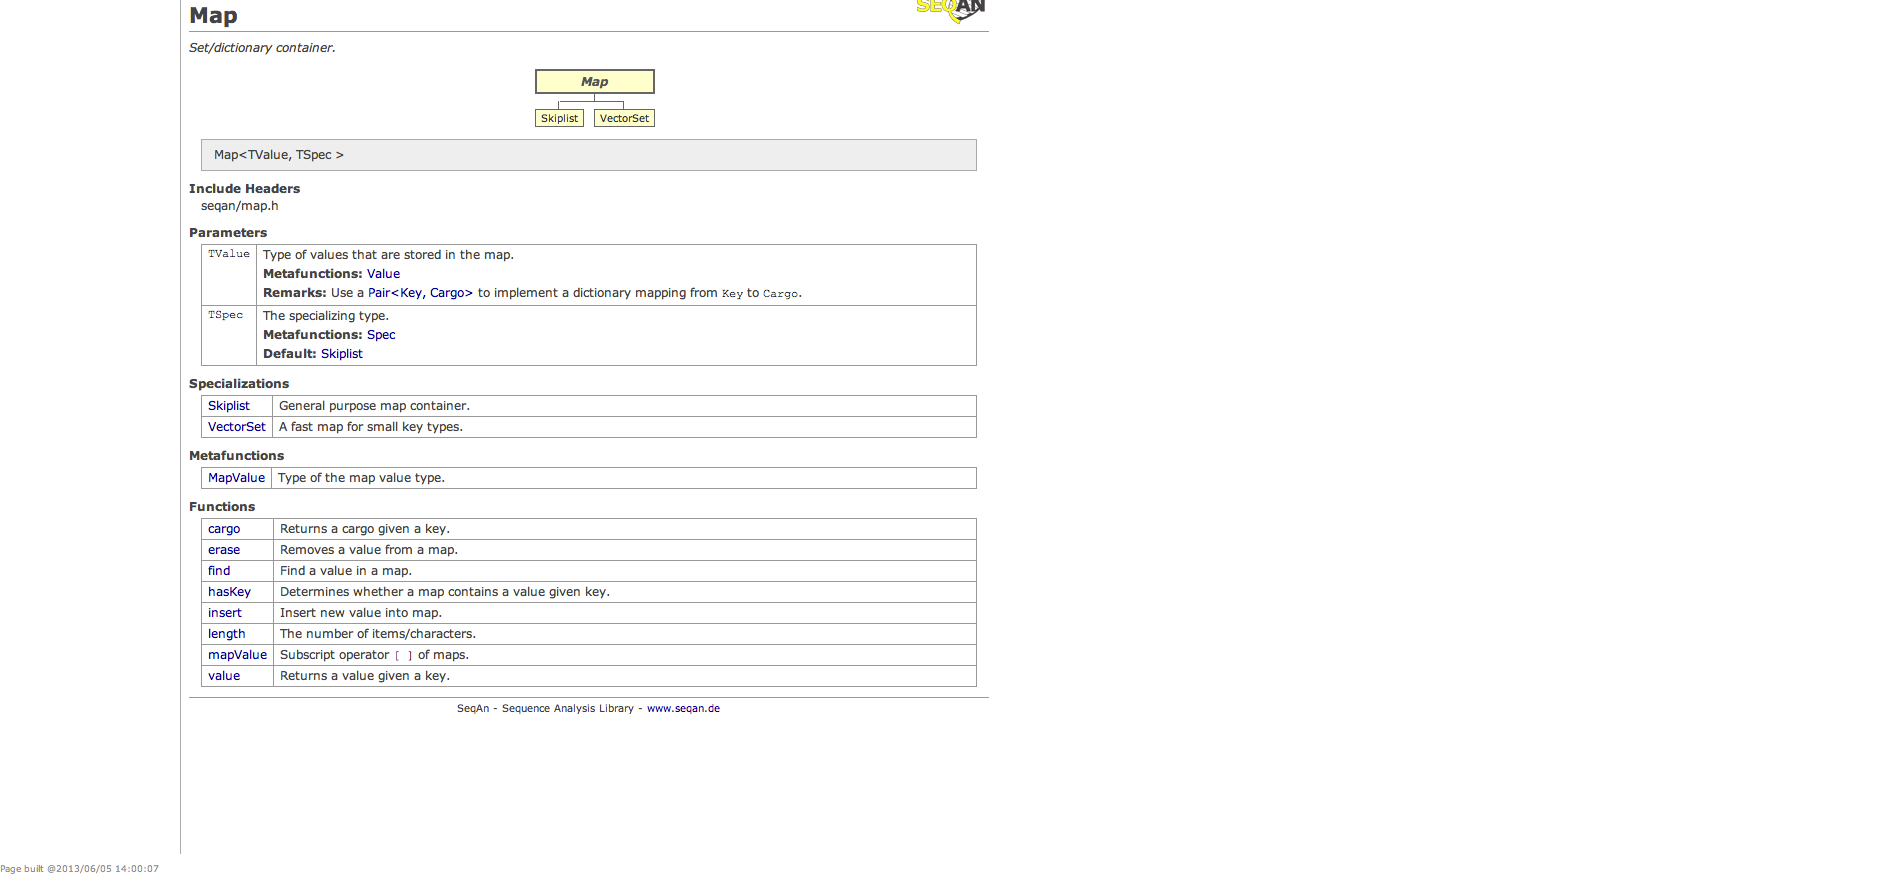 Map
SEQAN
Set/dictionary container.
Map
Skiplist VectorSet
Map<TValue, TSpec >
Include Headers
seqan/map.h
Parameters
TValue Type of values that are stored in the map.
Metafunctions: Value
Remarks: Use a Pair<Key, Cargo> to implement a dictionary mapping from Key to Cargo.
TSpec The specializing type.
Metafunctions: Spec
Default: Skiplist
Specializations
Skiplist General purpose map container.
VectorSet A fast map for small key types.
Metafunctions
MapValue Type of the map value type.
Functions
cargo Returns a cargo given a key.
erase Removes a value from a map.
find Find a value in a map.
hasKey Determines whether a map contains a value given key.
insert Insert new value into map.
length The number of items/characters.
mapValue Subscript operator [ ] of maps.
value Returns a value given a key.
SeqAn - Sequence Analysis Library - www.seqan.de
Page built @2013/06/05 14:00:07